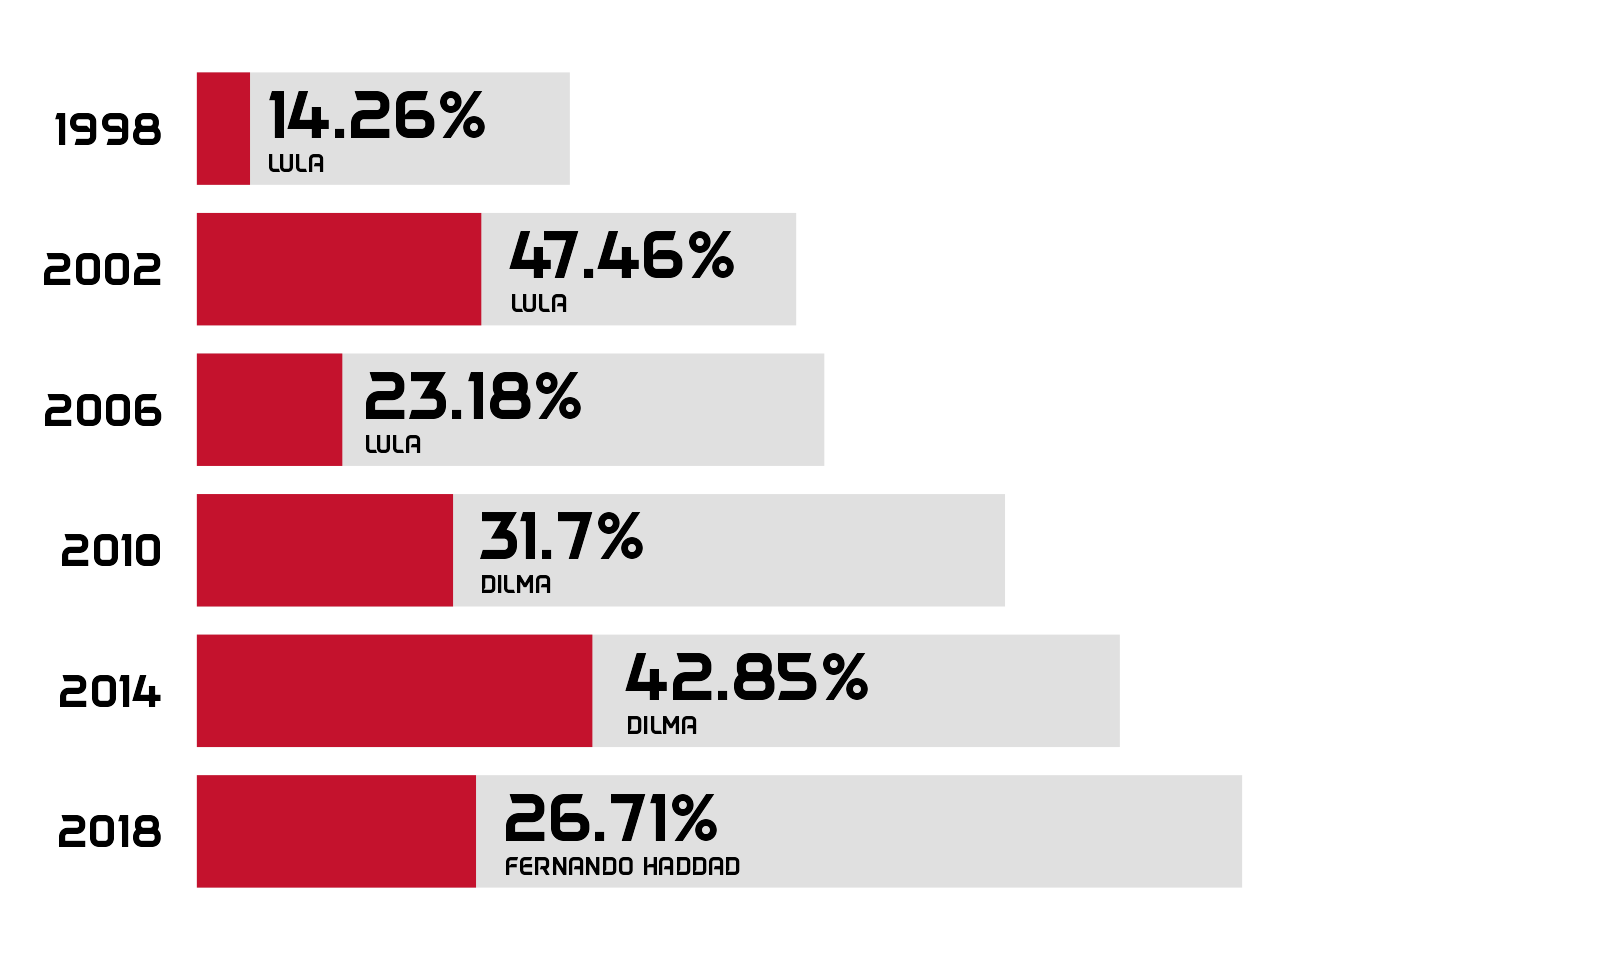 1998
14.26%
LULA
2002
47.46%
LULA
2006
23.18%
LULA
2010
31.7%
DILMA
2014
42.85%
DILMA
2018
26.71%
FERNANDO HADDAD